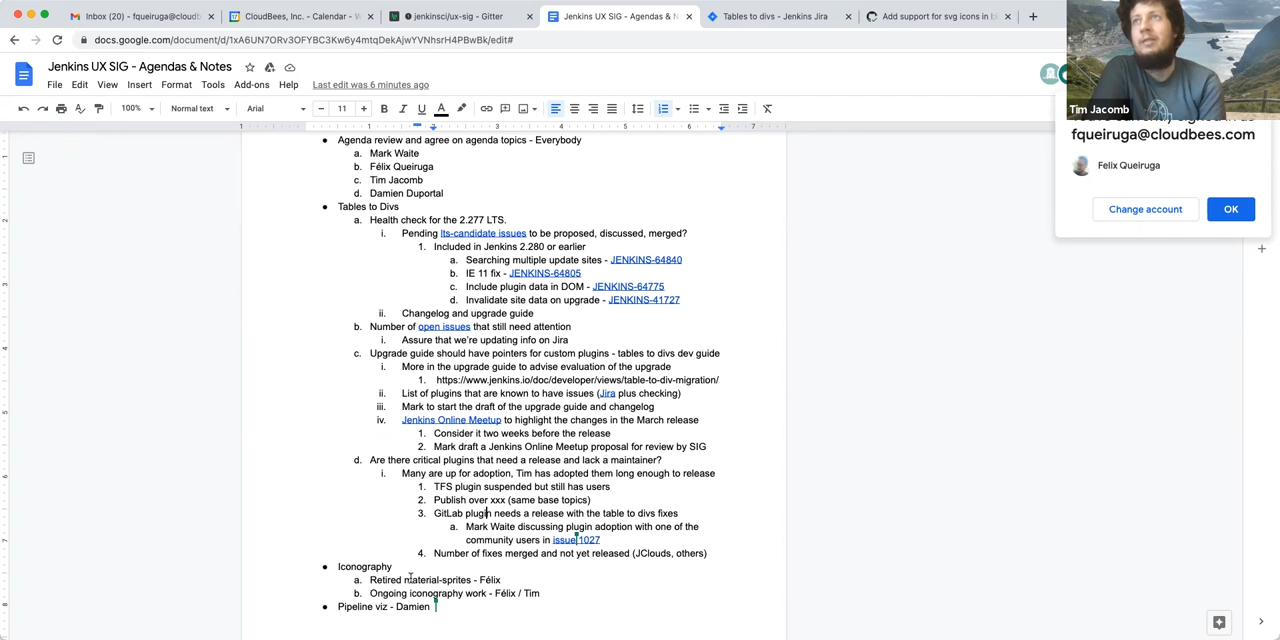 Inbox (10) - fqueiruga@cloudb
CloudBees, Inc. - Calendar - W
jenkinsci/ux-sig - Gitter
Jenkins UX SIG - Agendas & N
Tables to divs - Jenkins Jira
Add support for svg icons in b
docs.google.com/document/d/1xA6UN7ORv3OFYBC3Kw6y4mtqDekAjwYVNhsrH4PBwBk/edit#
Jenkins UX SIG - Agendas & Notes
File Edit View Insert Format Tools Add-ons Help Last edit was 6 minutes ago
100% Normal text Arial 11
Tim Jacomb
fqueiruga@cloudbees.com
Felix Queiruga
Change account OK
Agenda review and agree on agenda topics - Everybody
a. Mark Waite
b. Félix Queiruga
c. Tim Jacomb
d. Damien Duportal
Tables to Divs
a. Health check for the 2.277 LTS.
i. Pending lts-candidate issues to be proposed, discussed, merged?
1. Included in Jenkins 2.280 or earlier
a. Searching multiple update sites - JENKINS-64840
b. IE 11 fix - JENKINS-64805
c. Include plugin data in DOM - JENKINS-64775
d. Invalidate site data on upgrade - JENKINS-41727
ii. Changelog and upgrade guide
b. Number of open issues that still need attention
i. Assure that we're updating info on Jira
c. Upgrade guide should have pointers for custom plugins - tables to divs dev guide
i. More in the upgrade guide to advise evaluation of the upgrade
1. https://www.jenkins.io/doc/developer/views/table-to-div-migration/
ii. List of plugins that are known to have issues (Jira plus checking)
iii. Mark to start the draft of the upgrade guide and changelog
iv. Jenkins Online Meetup to highlight the changes in the March release
1. Consider it two weeks before the release
2. Mark draft a Jenkins Online Meetup proposal for review by SIG
d. Are there critical plugins that need a release and lack a maintainer?
i. Many are up for adoption, Tim has adopted them long enough to release
1. TFS plugin suspended but still has users
2. Publish over xxx (same base topics)
3. GitLab plugin needs a release with the table to divs fixes
a. Mark Waite discussing plugin adoption with one of the
community users in issue 1027
4. Number of fixes merged and not yet released (JClouds, others)
Iconography
a. Retired material-sprites - Félix
b. Ongoing iconography work - Félix / Tim
Pipeline viz - Damien